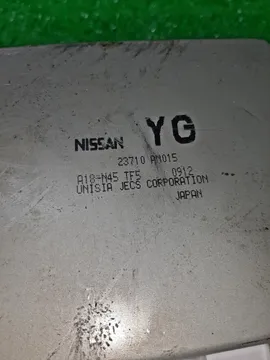 NISSAN YG
23710 AM015
A18-N45 TF5 0912
UNISIA JECS CORPORATION
JAPAN